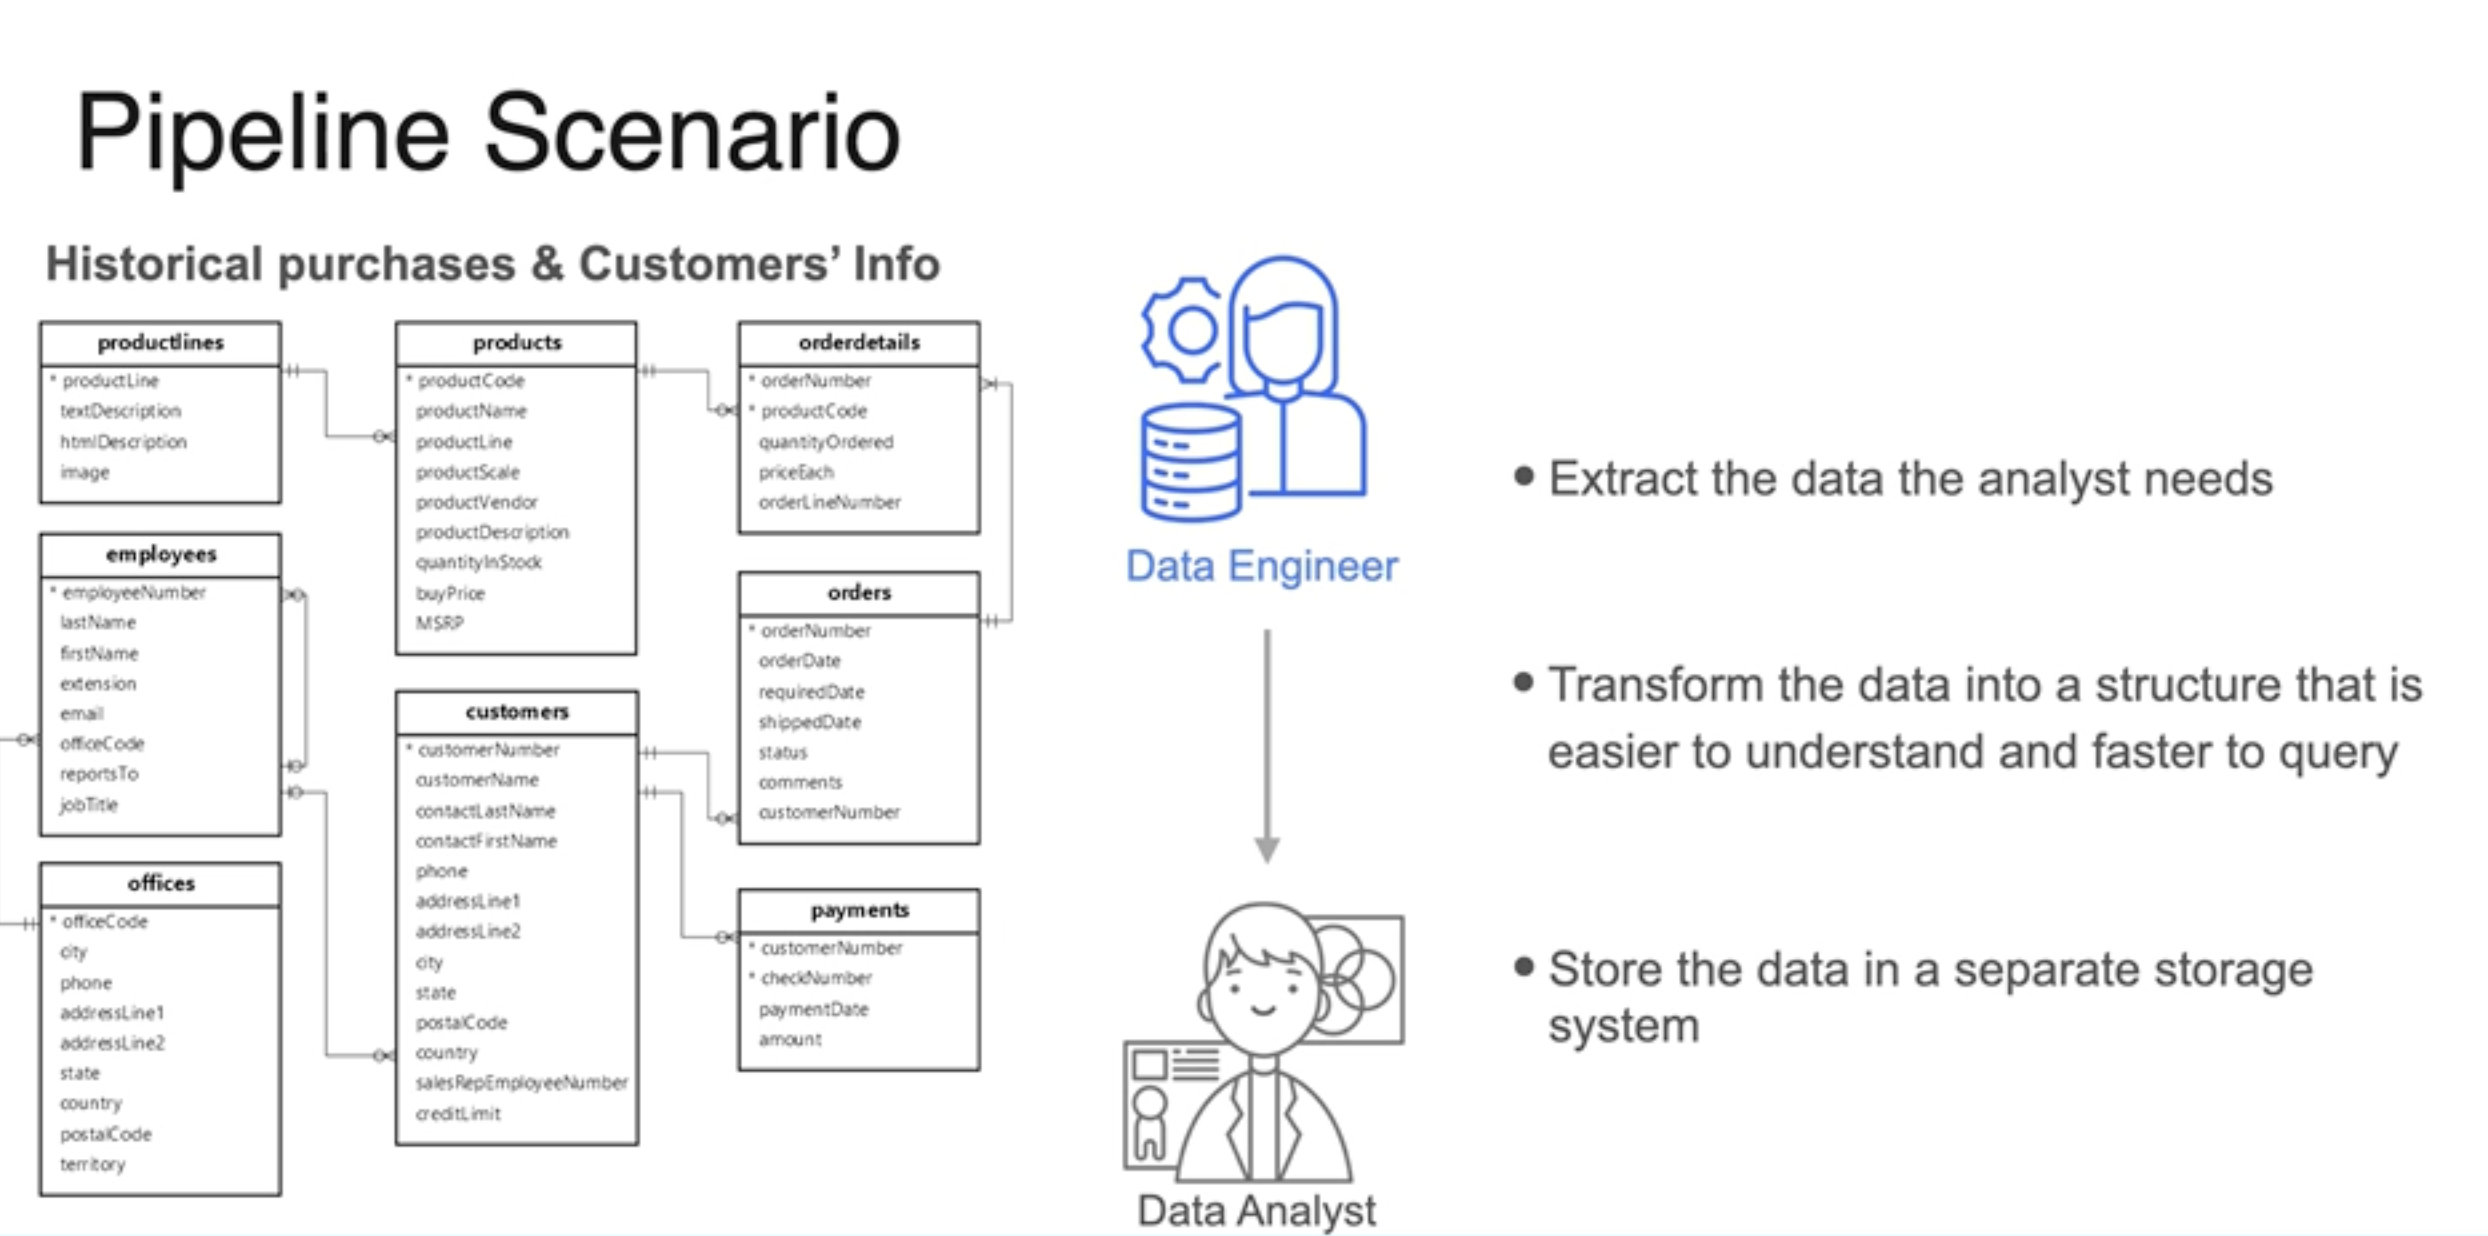 Pipeline Scenario
Historical purchases & Customers’ Info
productlines
* productLine
textDescription
htmlDescription
image
employees
* employeeNumber
lastName
firstName
extension
email
officeCode
reportsTo
jobTitle
offices
* officeCode
city
phone
addressLine1
addressLine2
state
country
postalCode
territory
products
* productCode
productName
productLine
productScale
productVendor
productDescription
quantityInStock
buyPrice
MSRP
customers
* customerNumber
customerName
contactLastName
contactFirstName
phone
addressLine1
addressLine2
city
state
postalCode
country
salesRepEmployeeNumber
creditLimit
orderdetails
* orderNumber
* productCode
quantityOrdered
priceEach
orderLineNumber
orders
* orderNumber
orderDate
requiredDate
shippedDate
status
comments
customerNumber
payments
* customerNumber
* checkNumber
paymentDate
amount
Data Engineer
Data Analyst
• Extract the data the analyst needs
• Transform the data into a structure that is
easier to understand and faster to query
• Store the data in a separate storage
system